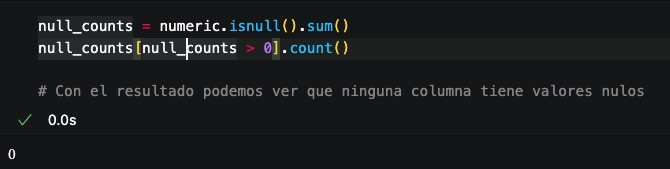 null_counts = numeric.isnull().sum()
null_counts[null_counts > 0].count()
# Con el resultado podemos ver que ninguna columna tiene valores nulos
✓ 0.0s
0